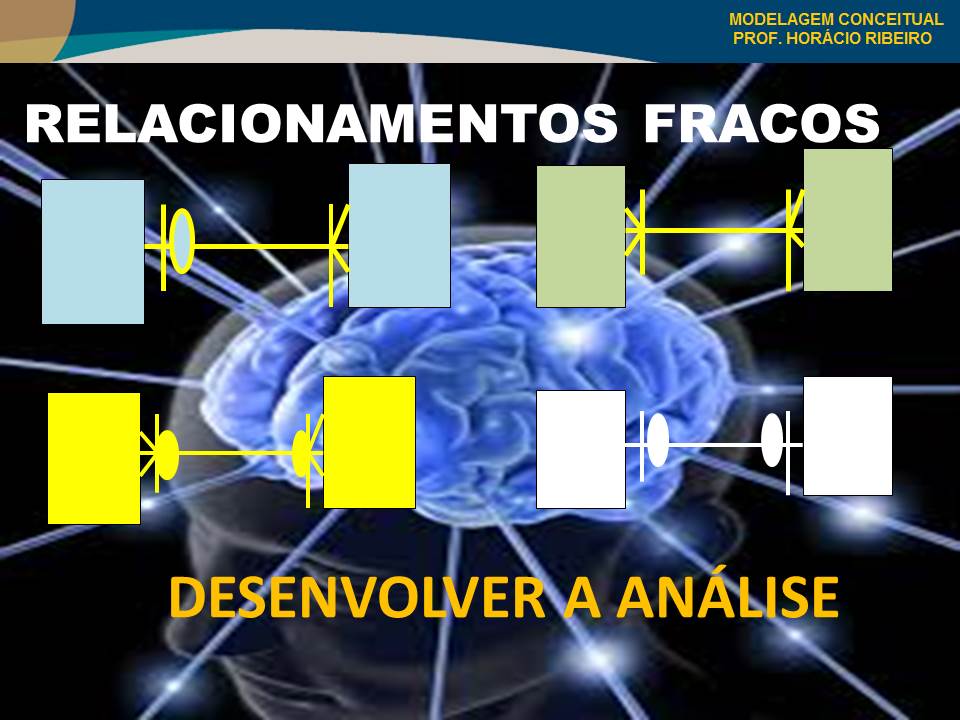 MODELAGEM CONCEITUAL
PROF. HORÁCIO RIBEIRO
RELACIONAMENTOS FRACOS
DESENVOLVER A ANÁLISE